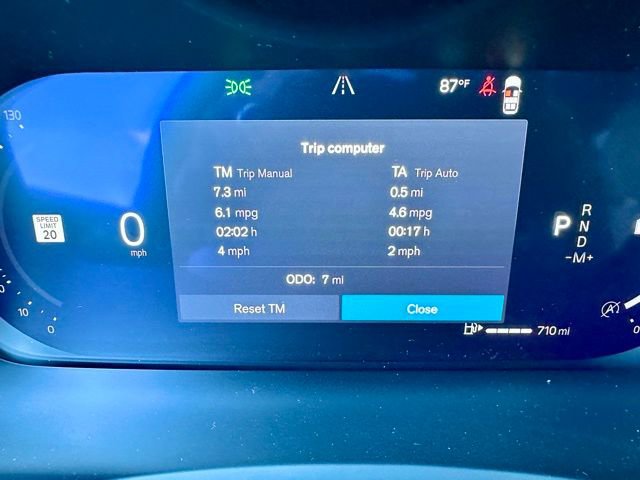 87°F
130
Trip computer
TM Trip Manual TA Trip Auto
7.3 mi 0.5 mi
6.1 mpg 4.6 mpg
02:02 h 00:17 h
4 mph 2 mph
ODO: 7 mi
Reset TM Close
SPEED
LIMIT
20
0
mph
P
R
N
D
-M+
10
0
A
710 mi